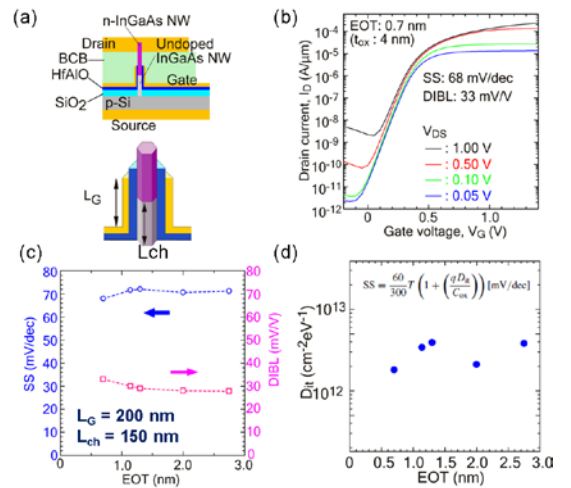 (a)
n-InGaAs NW
Drain
Undoped
InGaAs NW
BCB
HfAlO
Gate
SiO2
p-Si
Source
LG
Lch
(b)
Drain current, ID (A/μm)
10-4
10-5
10-6
10-7
10-8
10-9
10-10
10-11
10-12
EOT: 0.7 nm
(tox : 4 nm)
SS: 68 mV/dec
DIBL: 33 mV/V
VDS
: 1.00 V
: 0.50 V
: 0.10 V
: 0.05 V
0 0.5 1.0
Gate voltage, VG (V)
(c)
SS (mV/dec)
80
70
60
50
40
30
20
10
0
LG = 200 nm
Lch = 150 nm
80
70
60
50
40
30
20
10
0
DIBL (mV/V)
0 1.0 2.0 3.0
EOT (nm)
(d)
Dit (cm-2eV-1)
1013
1012
SS = 60/300 T (1 + (qDit/Cox)) [mV/dec]
0 0.5 1.0 1.5 2.0 2.5 3.0
EOT (nm)